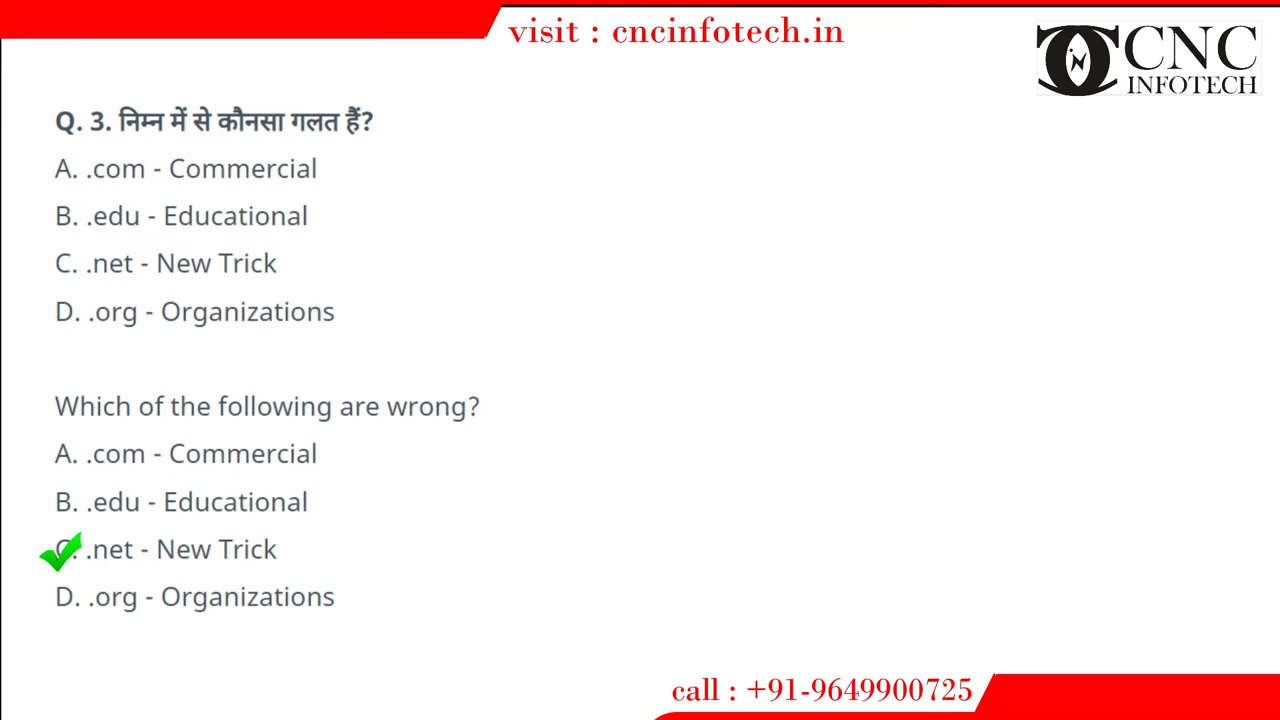 visit : cncinfotech.in
CNC
INFOTECH
Q. 3. निम्न में से कौनसा गलत हैं?
A. .com - Commercial
B. .edu - Educational
C. .net - New Trick
D. .org - Organizations
Which of the following are wrong?
A. .com - Commercial
B. .edu - Educational
C. .net - New Trick
D. .org - Organizations
call : +91-9649900725